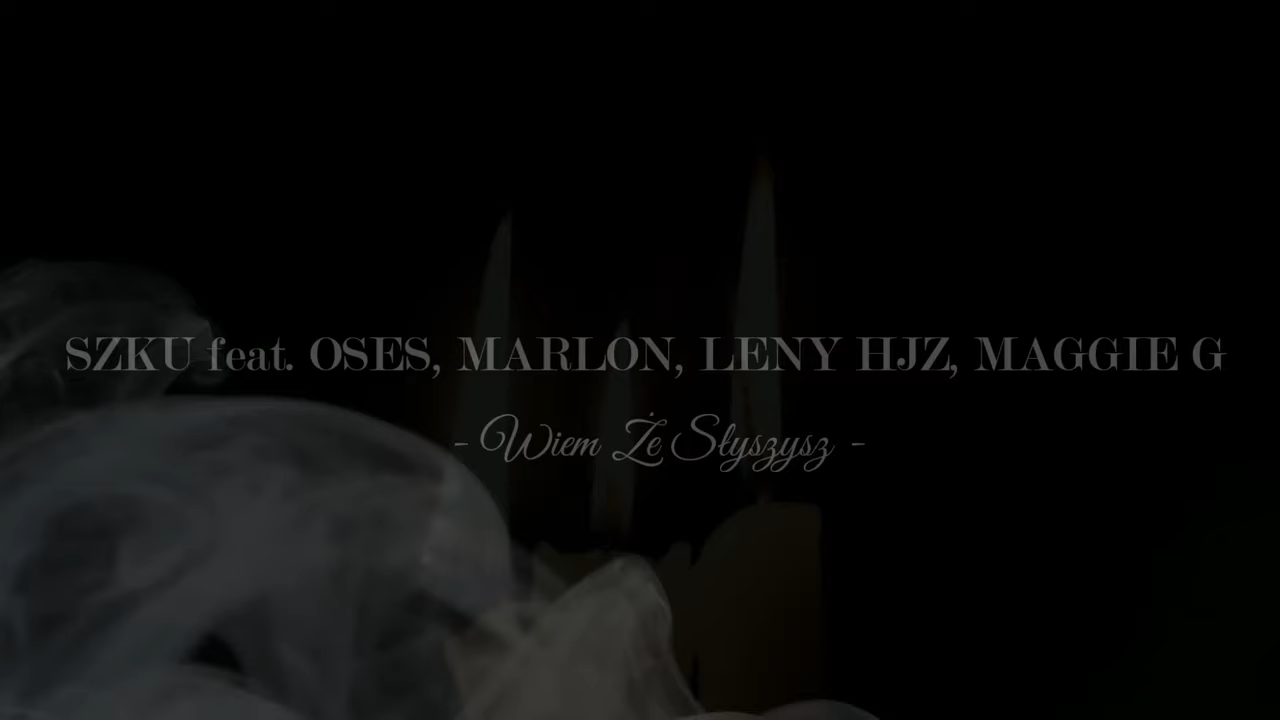 SZKU feat. OSES, MARLON, LENY HJZ, MAGGIE G
- Wiem Że Słyszysz -